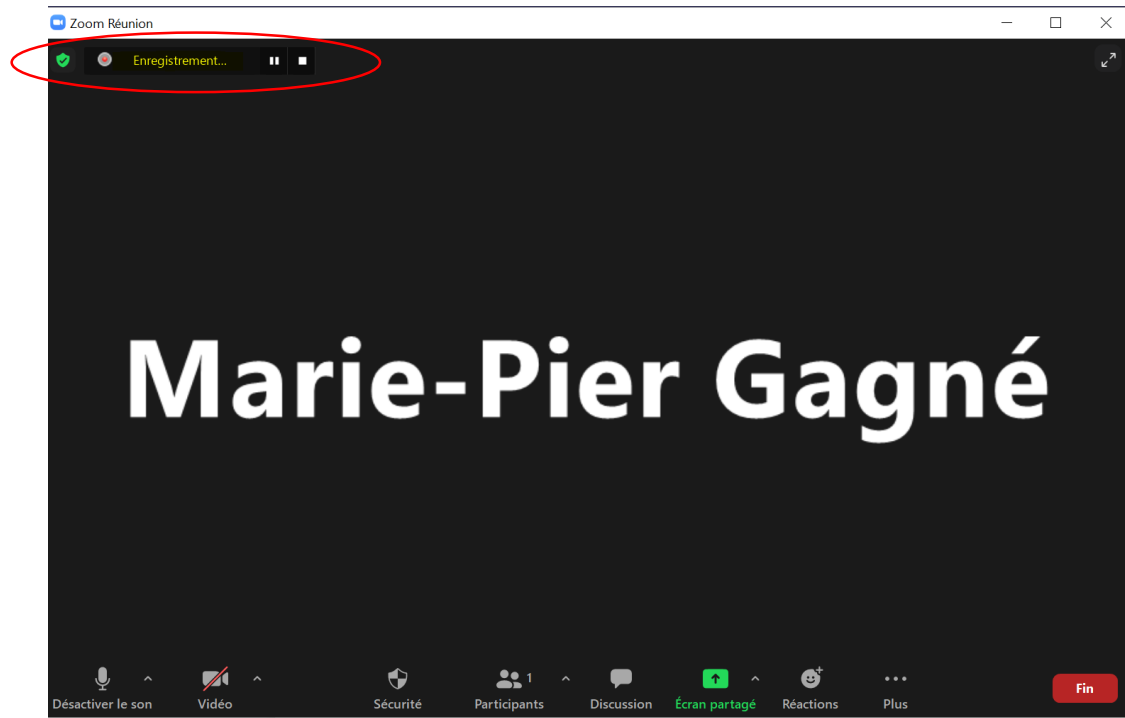 Zoom Réunion
Enregistrement...
Marie-Pier Gagné
1
Désactiver le son Vidéo Sécurité Participants Discussion Écran partagé Réactions Plus Fin